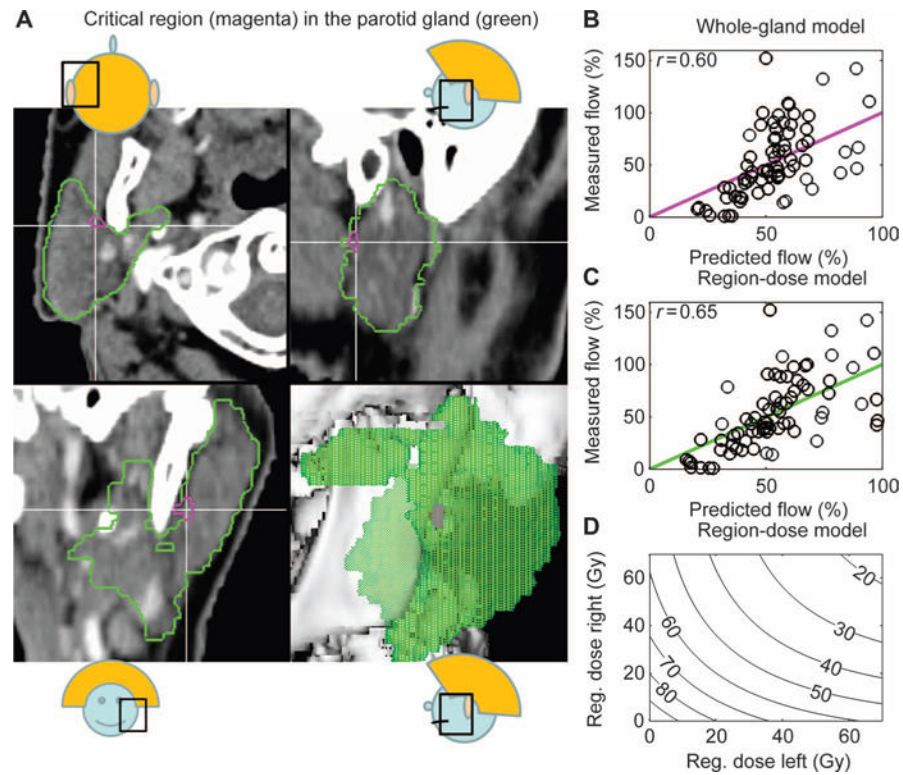 A
Critical region (magenta) in the parotid gland (green)
B
Whole-gland model
r = 0.60
Measured flow (%)
150
100
50
0
0
50
100
Predicted flow (%)
C
Region-dose model
r = 0.65
Measured flow (%)
150
100
50
0
0
50
100
Predicted flow (%)
D
Region-dose model
Reg. dose right (Gy)
60
40
20
0
20
30
40
50
60
70
80
0
20
40
60
Reg. dose left (Gy)